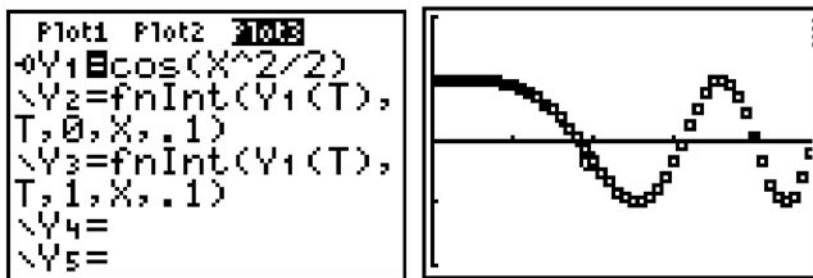 Plot1 Plot2 Plot3
Y1=cos(X^2/2)
\Y2=fnInt(Y1(T),
T,0,X,.1)
\Y3=fnInt(Y1(T),
T,1,X,.1)
\Y4=
\Y5=